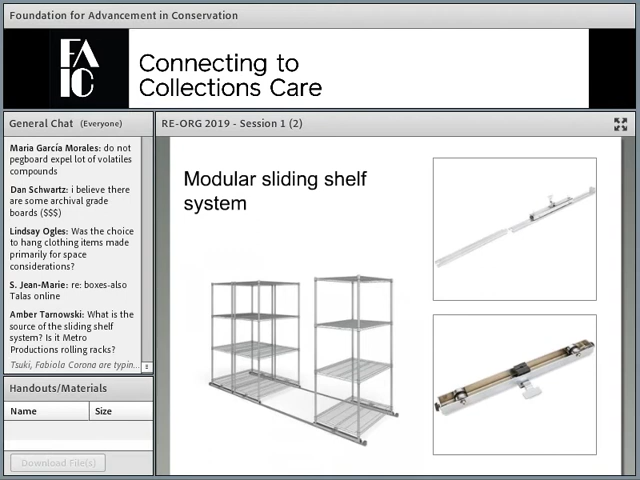 Foundation for Advancement in Conservation
FA
IC
Connecting to
Collections Care
General Chat (Everyone)
Maria García Morales: do not
pegboard expel lot of volatiles
compounds
Dan Schwartz: i believe there
are some archival grade
boards ($$$)
Lindsay Ogles: Was the choice
to hang clothing items made
primarily for space
considerations?
S. Jean-Marie: re: boxes-also
Talas online
Amber Tarnowski: What is the
source of the sliding shelf
system? Is it Metro
Productions rolling racks?
Tsuki, Fabiola Corona are typin...
Handouts/Materials
Name Size
Download File(s)
RE-ORG 2019 - Session 1 (2)
Modular sliding shelf
system